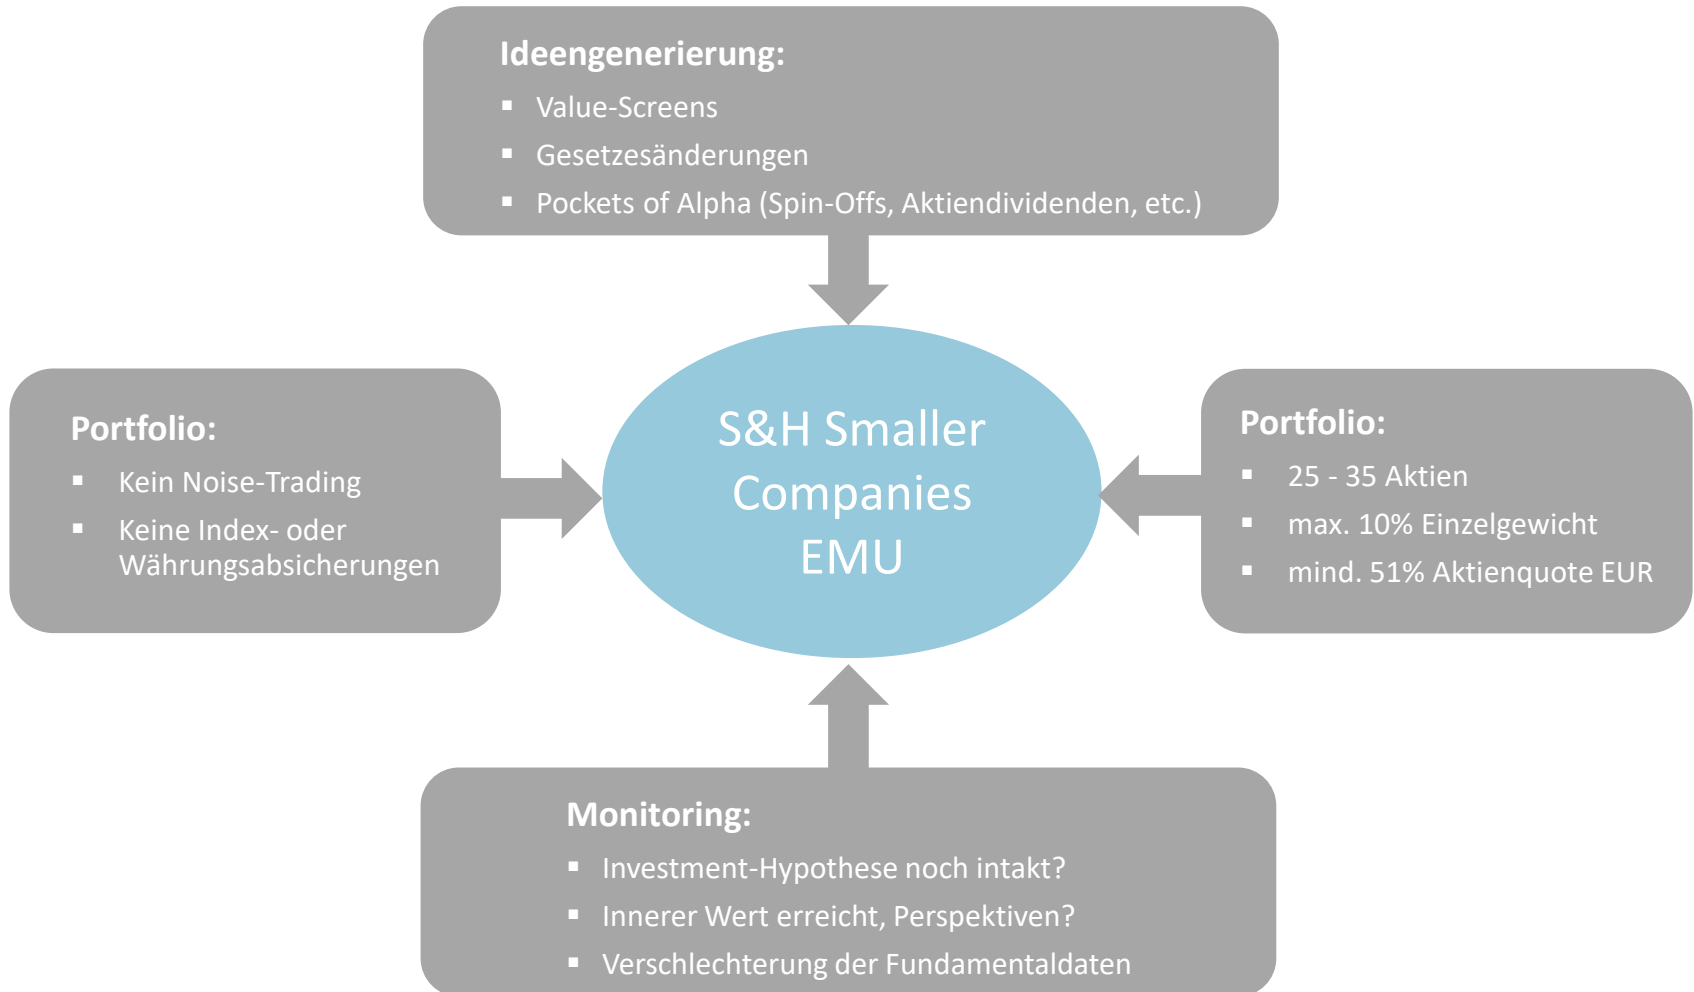 Ideengenerierung:
▪ Value-Screens
▪ Gesetzesänderungen
▪ Pockets of Alpha (Spin-Offs, Aktiendividenden, etc.)
Portfolio:
▪ Kein Noise-Trading
▪ Keine Index- oder
Währungsabsicherungen
S&H Smaller
Companies
EMU
Portfolio:
▪ 25 - 35 Aktien
▪ max. 10% Einzelgewicht
▪ mind. 51% Aktienquote EUR
Monitoring:
▪ Investment-Hypothese noch intakt?
▪ Innerer Wert erreicht, Perspektiven?
▪ Verschlechterung der Fundamentaldaten